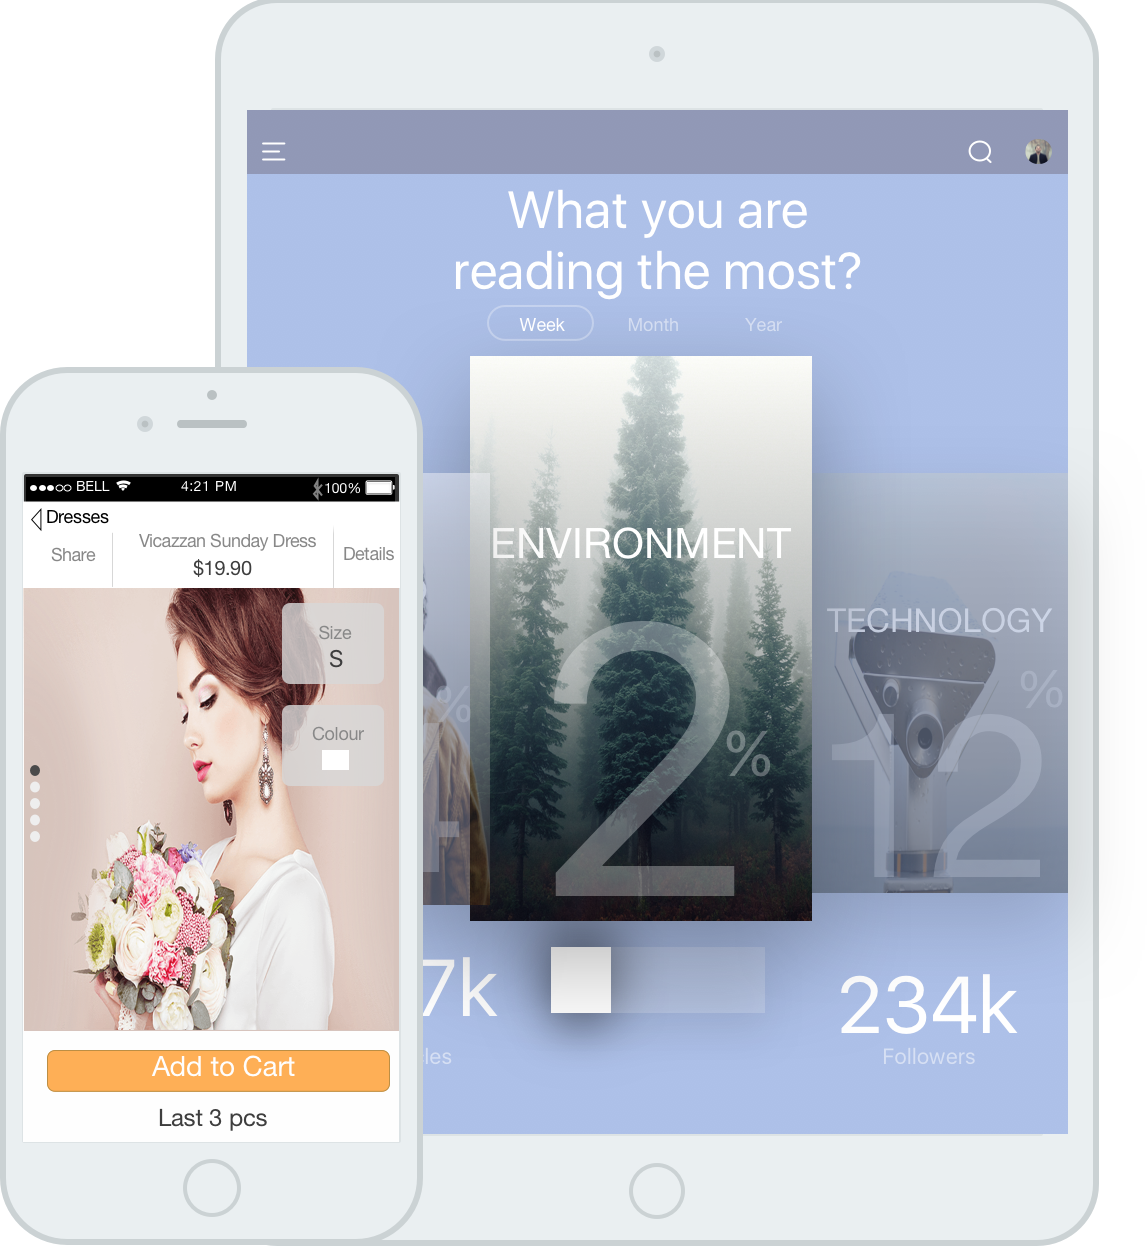 What you are
reading the most?
Week Month Year
ENVIRONMENT
2%
TECHNOLOGY
12%
%
7k
234k
Followers
BELL 4:21 PM 100%
Dresses
Share
Vicazzan Sunday Dress
$19.90
Details
Size
S
Colour
Add to Cart
Last 3 pcs